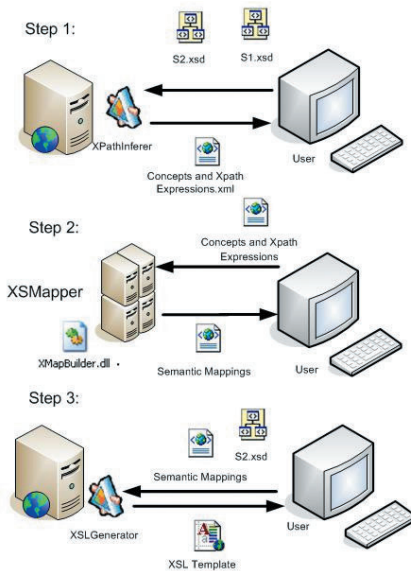 Step 1:
S2.xsd
S1.xsd
XPathInferer
User
Concepts and Xpath
Expressions.xml
Step 2:
Concepts and Xpath
Expressions
XSMapper
XMapBuilder.dll
Semantic Mappings
User
Step 3:
S2.xsd
Semantic Mappings
XSLGenerator
User
XSL Template